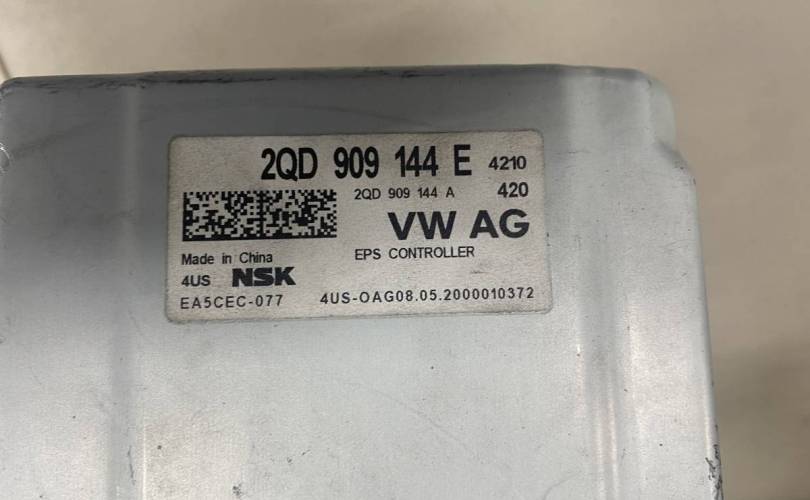 2QD 909 144 E 4210
2QD 909 144 A 420
VW AG
Made in China
EPS CONTROLLER
4US NSK
EA5CEC-077 4US-OAG08.05.2000010372